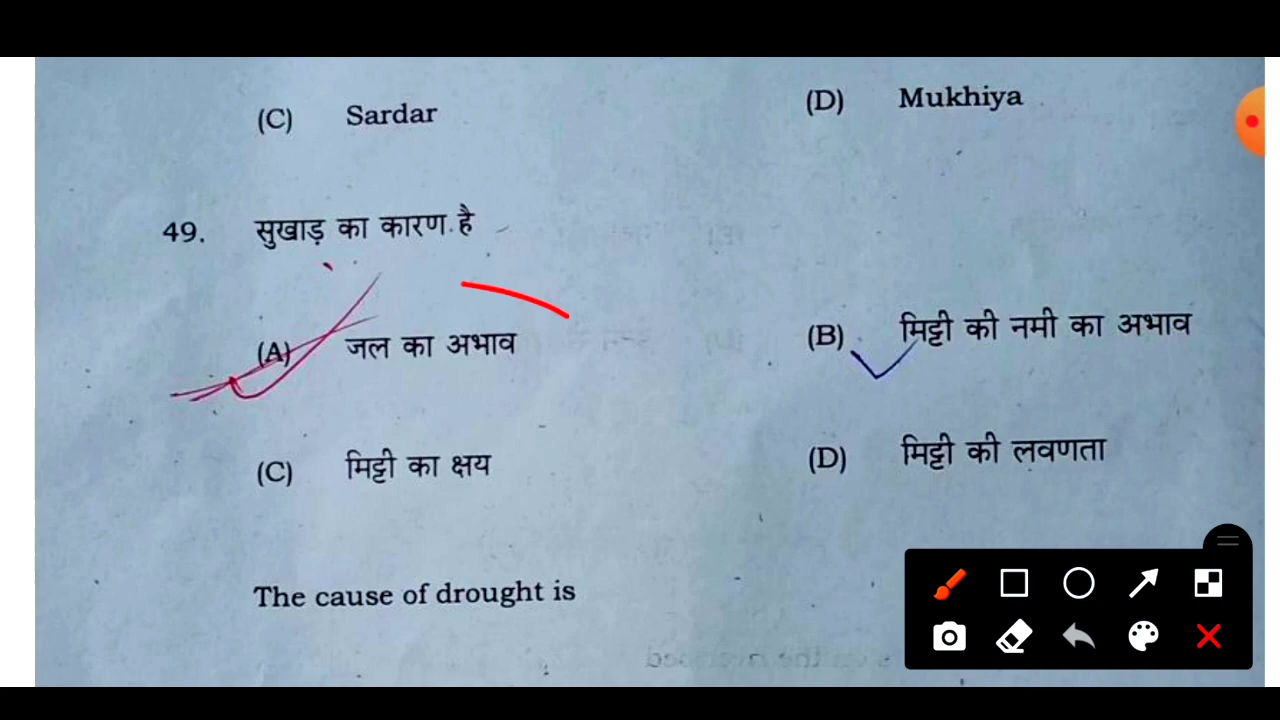 (C) Sardar (D) Mukhiya
49. सुखाड़ का कारण है
(A) जल का अभाव (B) मिट्टी की नमी का अभाव
(C) मिट्टी का क्षय (D) मिट्टी की लवणता
The cause of drought is